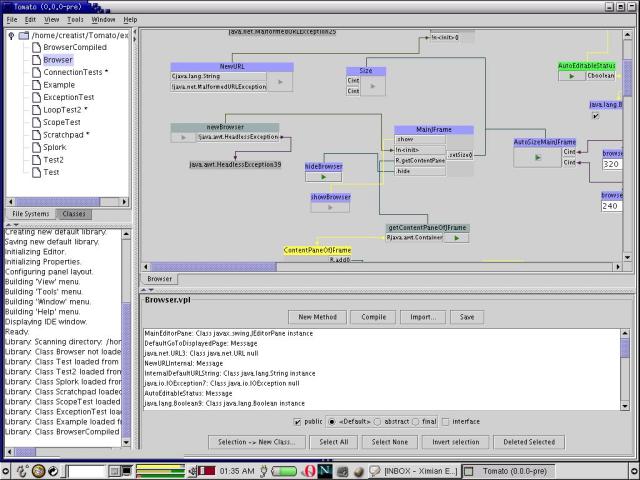 Tomato (0.0.0-pre)
File Edit View Tools Window Help
/home/creatist/Tomato/ex
BrowserCompiled
Browser
ConnectionTests *
Example
ExceptionTest
LoopTest2 *
ScopeTest
Scratchpad *
Splork
Test2
Test
File Systems Classes
Creating new default library.
Saving new default library.
Initializing Editor.
Initializing Properties.
Configuring panel layout.
Building 'View' menu.
Building 'Tools' menu.
Building 'Window' menu.
Building 'Help' menu.
Displaying IDE window.
Ready.
Library: Scanning directory: /hor
Library: Class Browser not loade
Library: Class Test loaded from
Library: Class Test2 loaded from
Library: Class Splork loaded from
Library: Class Scratchpad loaded
Library: Class ScopeTest loaded
Library: Class ExceptionTest loa
Library: Class Example loaded fr
Library: Class BrowserCompiled
java.net.MalformedURLException25
!n<init>()
NewURL
Cjava.lang.String
!java.net.MalformedURLException
Size
Cint
Cint
AutoEditableStatus
Cboolean
java.lang.B
newBrowser
!java.awt.HeadlessException
java.awt.HeadlessException39
MainJFrame
.show
!n<init>
R.getContentPane
.hide
.setSize()
AutoSizeMainJFrame
Cint
Cint
browse
320
browse
240
hideBrowser
showBrowser
getContentPaneOfJFrame
Rjava.awt.Container
ContentPaneOfJFrame
R.add()
Browser
Browser.vpl
New Method Compile Import... Save
MainEditorPane: Class javax.swing.JEditorPane instance
DefaultGoToDisplayedPage: Message
java.net.URL3: Class java.net.URL null
NewURLInternal: Message
InternalDefaultURLString: Class java.lang.String instance
java.io.IOException7: Class java.io.IOException null
AutoEditableStatus: Message
java.lang.Boolean9: Class java.lang.Boolean instance
public <Default> abstract final interface
Selection -> New Class... Select All Select None Invert selection Deleted Selected
01:35 AM
[INBOX - Ximian E...]
Tomato (0.0.0-pre)